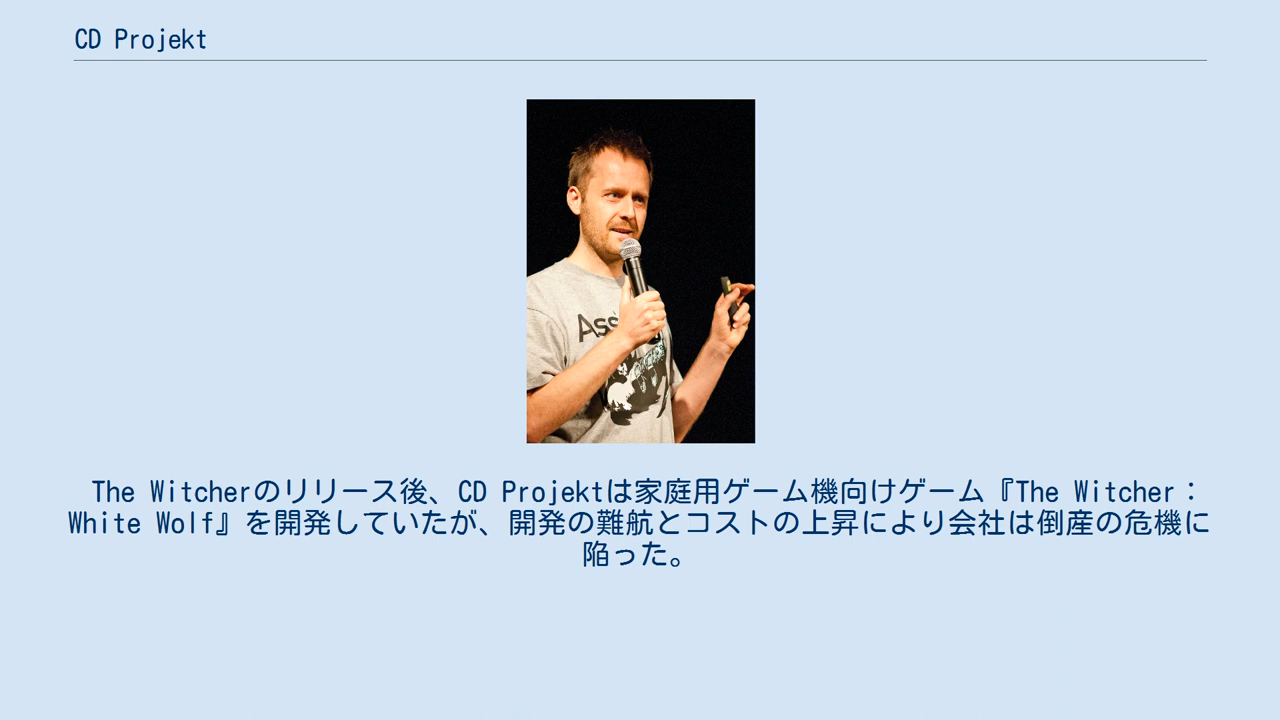 CD Projekt
Ass
The Witcherのリリース後、CD Projektは家庭用ゲーム機向けゲーム『The Witcher：
White Wolf』を開発していたが、開発の難航とコストの上昇により会社は倒産の危機に
陥った。